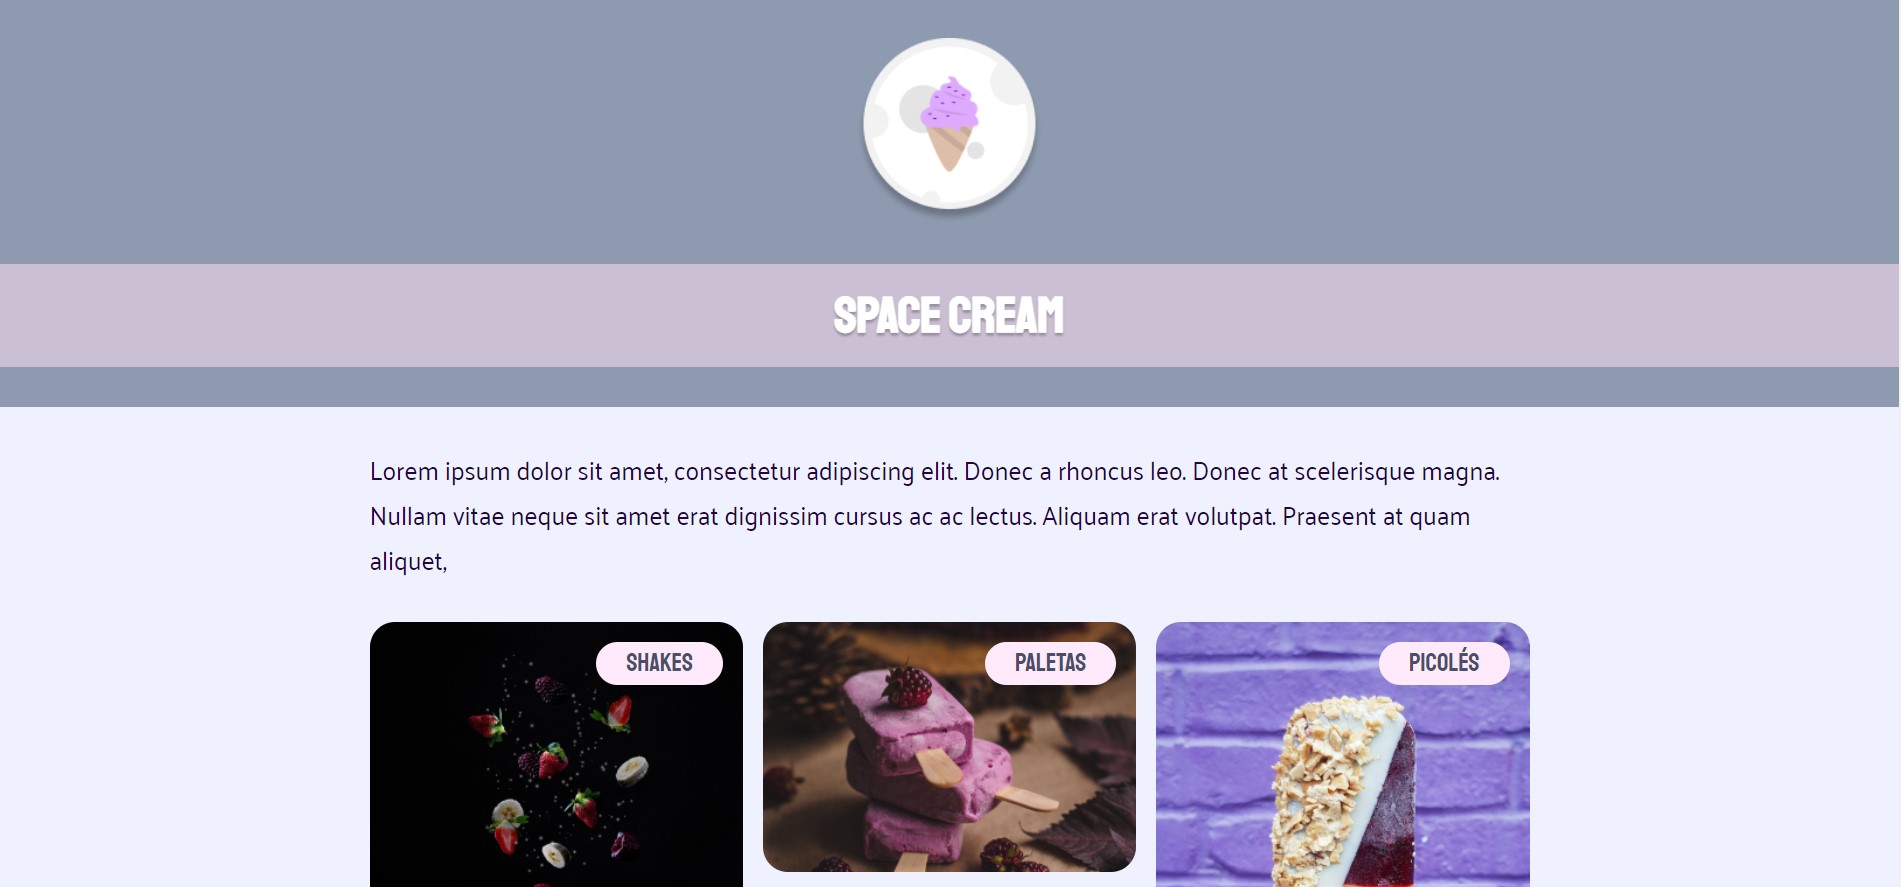 SPACE CREAM
Lorem ipsum dolor sit amet, consectetur adipiscing elit. Donec a rhoncus leo. Donec at scelerisque magna.
Nullam vitae neque sit amet erat dignissim cursus ac ac lectus. Aliquam erat volutpat. Praesent at quam
aliquet,
SHAKES
PALETAS
PICOLÉS